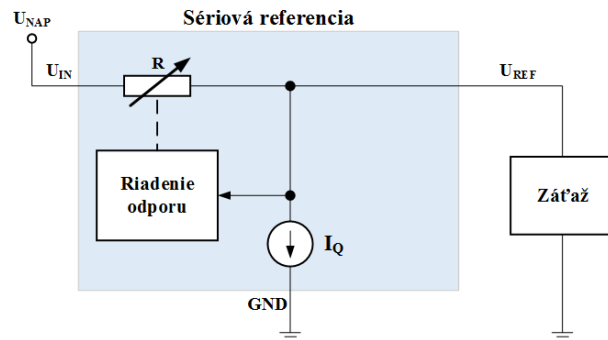 Sériová referencia
U_NAP
U_IN
R
U_REF
Riadenie
odporu
I_Q
Záťaž
GND